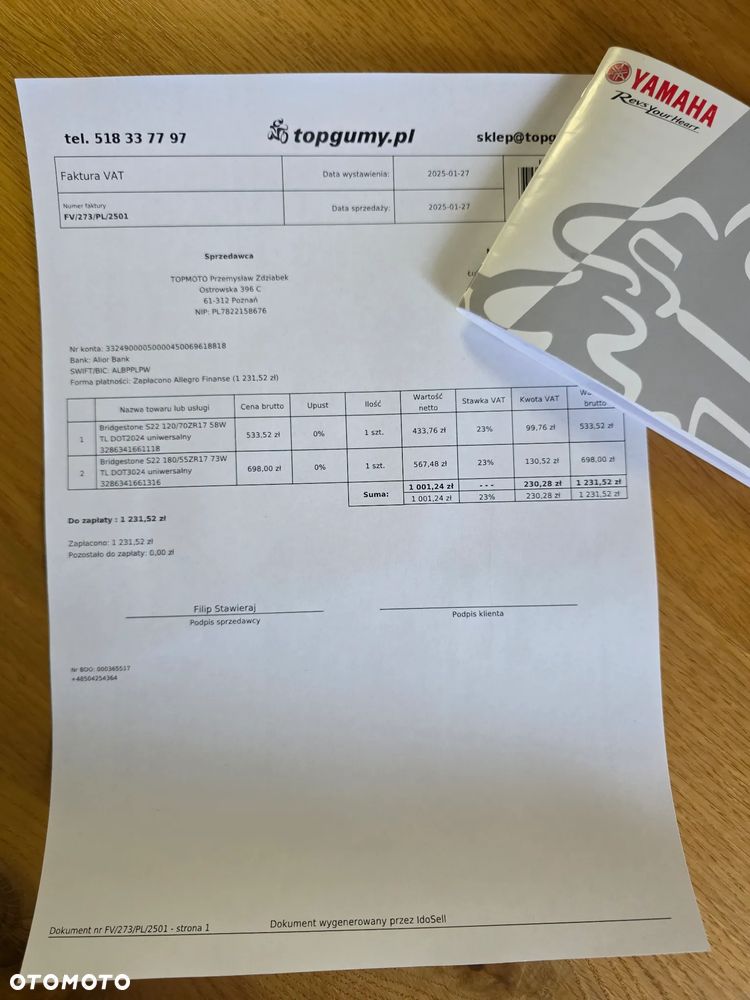 YAMAHA
Revs Your Heart
tel. 518 33 77 97
topgumy.pl
sklep@topg
Faktura VAT
Data wystawienia:
2025-01-27
Numer faktury
FV/273/PL/2501
Data sprzedaży:
2025-01-27
Sprzedawca
TOPMOTO Przemysław Zdziabek
Ostrowska 396 C
61-312 Poznań
NIP: PL7822158676
Nr konta: 33249000050000450069618818
Bank: Alior Bank
SWIFT/BIC: ALBPPLPW
Forma płatności: Zapłacono Allegro Finanse (1 231,52 zł)
Nazwa towaru lub usługi Cena brutto Upust Ilość Wartość netto Stawka VAT Kwota VAT brutto
1 Bridgestone S22 120/70ZR17 58W 533,52 zł 0% 1 szt. 433,76 zł 23% 99,76 zł 533,52 zł
TL DOT2024 uniwersalny
3286341661118
2 Bridgestone S22 180/55ZR17 73W 698,00 zł 0% 1 szt. 567,48 zł 23% 130,52 zł 698,00 zł
TL DOT3024 uniwersalny
3286341661316
Suma: 1 001,24 zł - - - 230,28 zł 1 231,52 zł
1 001,24 zł 23% 230,28 zł 1 231,52 zł
Do zapłaty : 1 231,52 zł
Zapłacono: 1 231,52 zł
Pozostało do zapłaty: 0,00 zł
Filip Stawieraj
Podpis sprzedawcy
Podpis klienta
Nr BDO: 000365517
+48504254364
Dokument nr FV/273/PL/2501 - strona 1
Dokument wygenerowany przez IdoSell
OTOMOTO